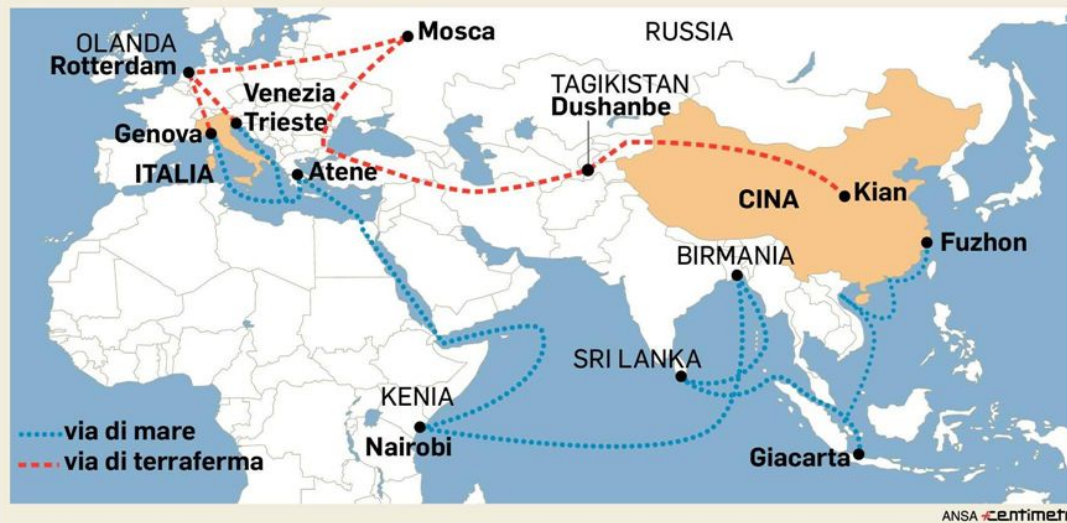 Mosca
RUSSIA
OLANDA
Rotterdam
TAGIKISTAN
Dushanbe
Venezia
Trieste
Genova
ITALIA
Atene
CINA
Kian
Fuzhon
BIRMANIA
SRI LANKA
KENIA
Nairobi
Giacarta
via di mare
via di terraferma
ANSA centimetr